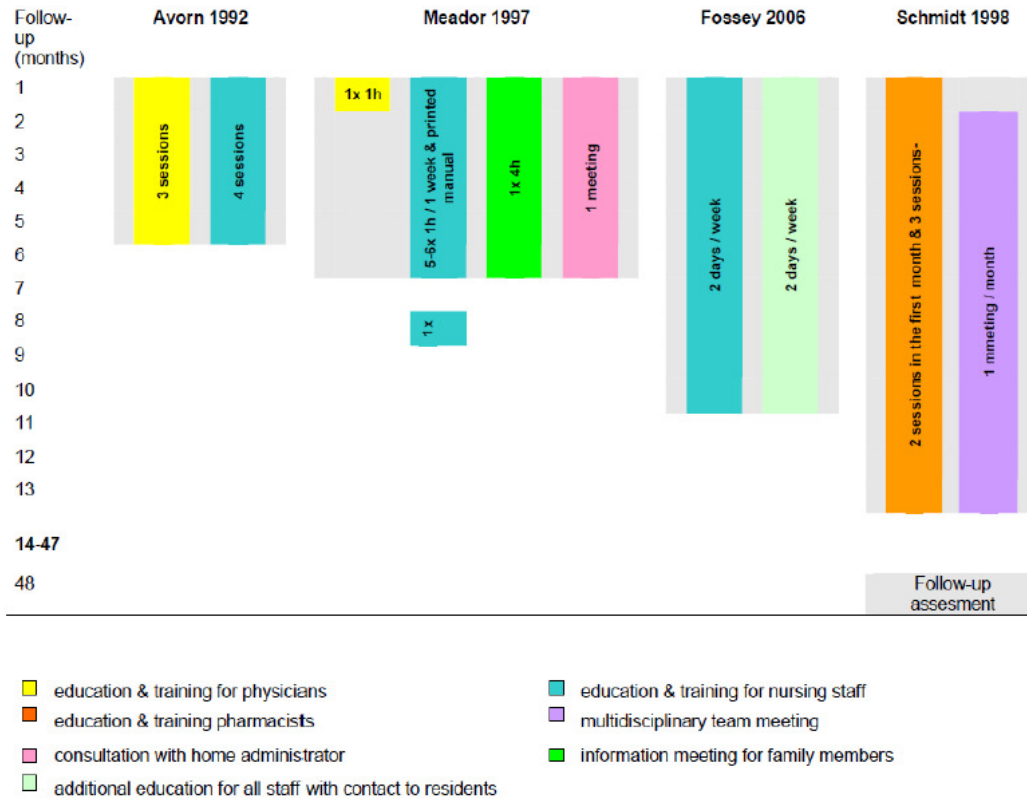 Follow-
up
(months)
Avorn 1992
Meador 1997
Fossey 2006
Schmidt 1998
1
2
3
4
5
6
7
8
9
10
11
12
13
14-47
48
3 sessions
4 sessions
1x 1h
5-6x 1h / 1 week & printed
manual
1x 4h
1 meeting
1x
2 days / week
2 days / week
2 sessions in the first month & 3 sessions-
1 mmeting / month
Follow-up
assesment
education & training for physicians
education & training for nursing staff
education & training pharmacists
multidisciplinary team meeting
consultation with home administrator
information meeting for family members
additional education for all staff with contact to residents